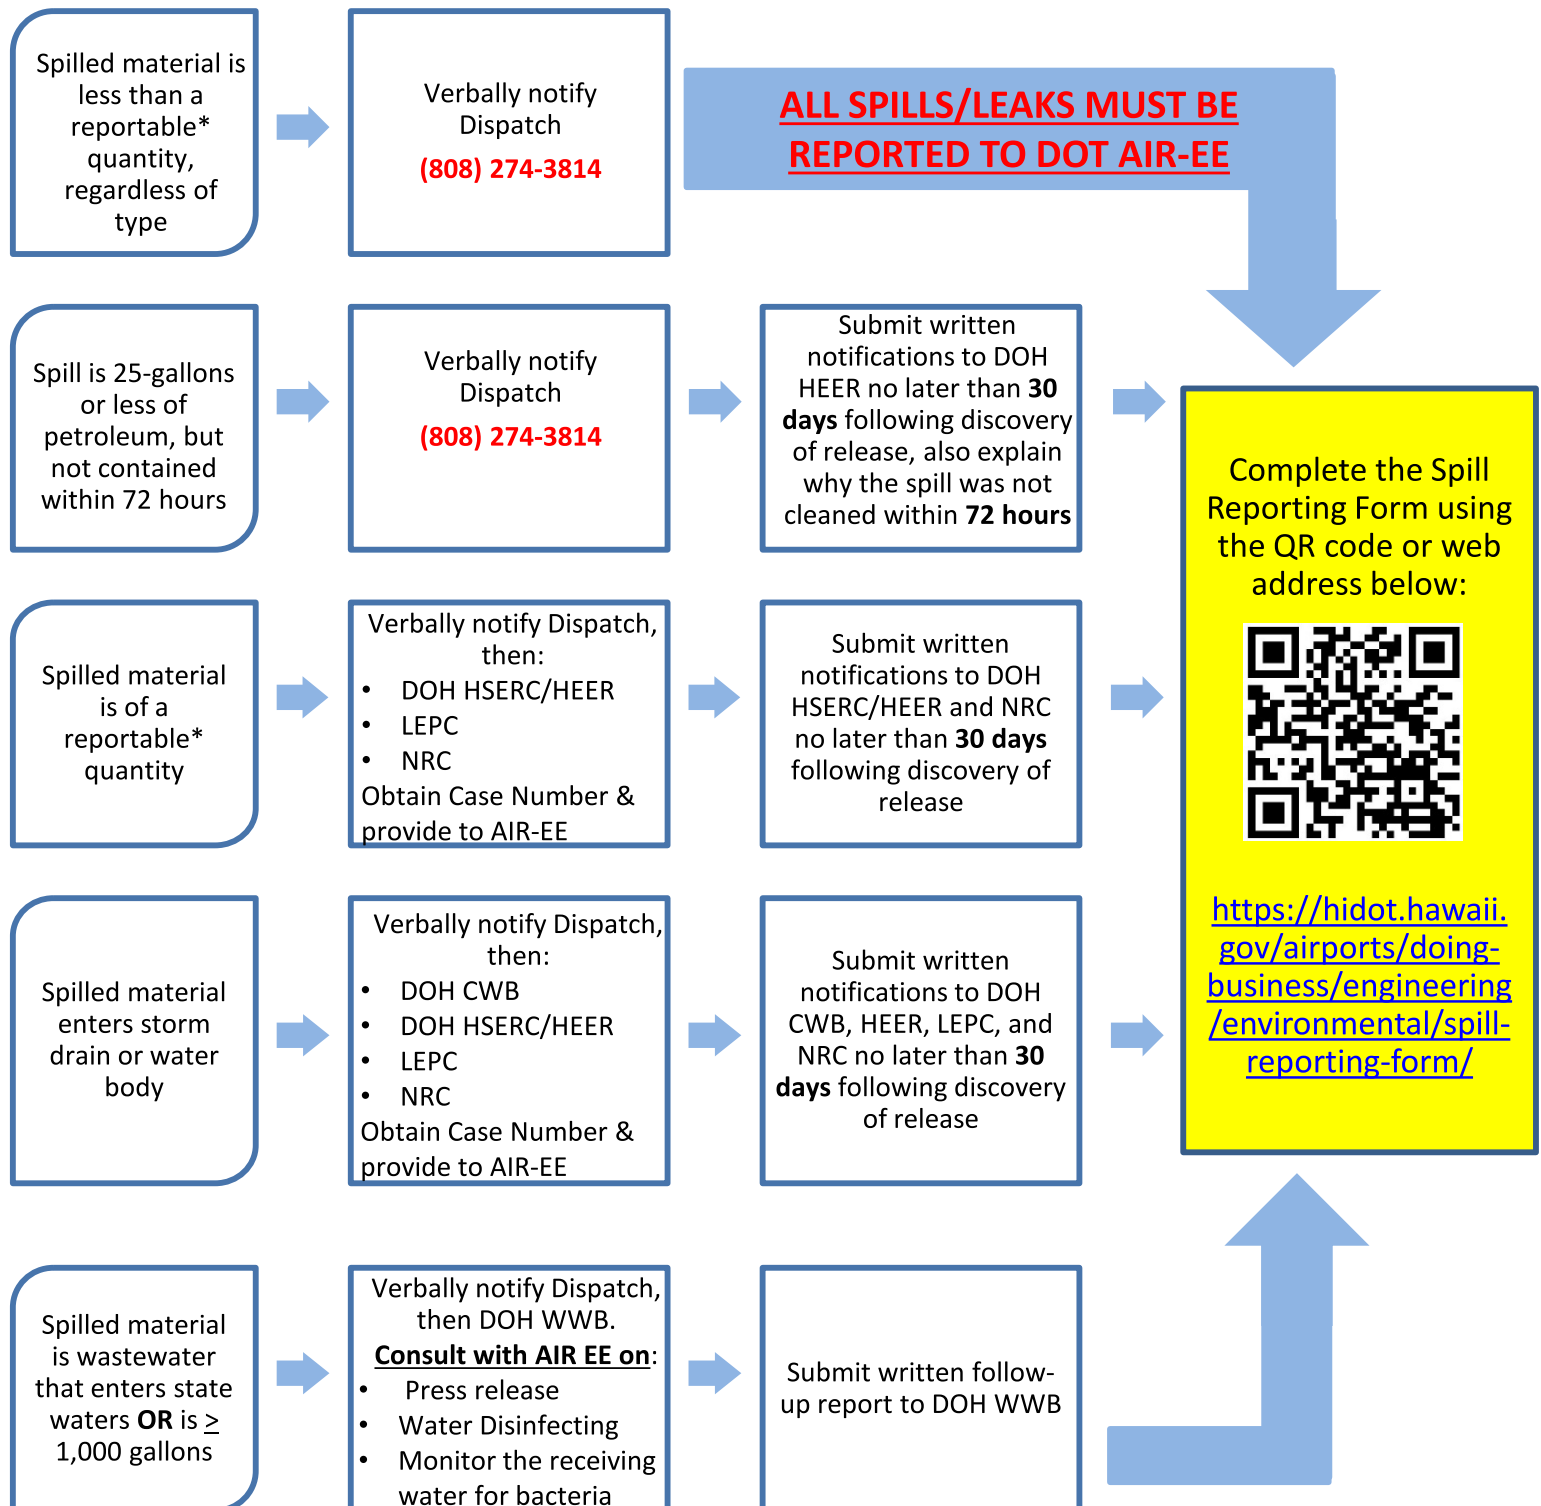 Spilled material is
less than a
reportable*
quantity,
regardless of
type
Verbally notify
Dispatch
(808) 274-3814
ALL SPILLS/LEAKS MUST BE
REPORTED TO DOT AIR-EE
Spill is 25-gallons
or less of
petroleum, but
not contained
within 72 hours
Verbally notify
Dispatch
(808) 274-3814
Submit written
notifications to DOH
HEER no later than 30
days following discovery
of release, also explain
why the spill was not
cleaned within 72 hours
Spilled material
is of a
reportable*
quantity
Verbally notify Dispatch,
then:
• DOH HSERC/HEER
• LEPC
• NRC
Obtain Case Number &
provide to AIR-EE
Submit written
notifications to DOH
HSERC/HEER and NRC
no later than 30 days
following discovery of
release
Spilled material
enters storm
drain or water
body
Verbally notify Dispatch,
then:
• DOH CWB
• DOH HSERC/HEER
• LEPC
• NRC
Obtain Case Number &
provide to AIR-EE
Submit written
notifications to DOH
CWB, HEER, LEPC, and
NRC no later than 30
days following discovery
of release
Spilled material
is wastewater
that enters state
waters OR is ≥
1,000 gallons
Verbally notify Dispatch,
then DOH WWB.
Consult with AIR EE on:
• Press release
• Water Disinfecting
• Monitor the receiving
water for bacteria
Submit written follow-
up report to DOH WWB
Complete the Spill
Reporting Form using
the QR code or web
address below:
https://hidot.hawaii.
gov/airports/doing-
business/engineering
/environmental/spill-
reporting-form/